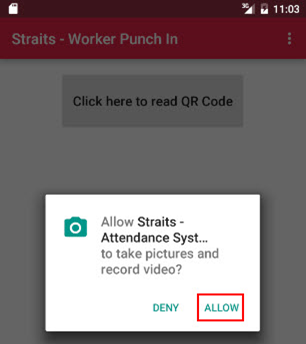 3G 11:03
Straits - Worker Punch In
Click here to read QR Code
Allow Straits -
Attendance Syst...
to take pictures and
record video?
DENY ALLOW